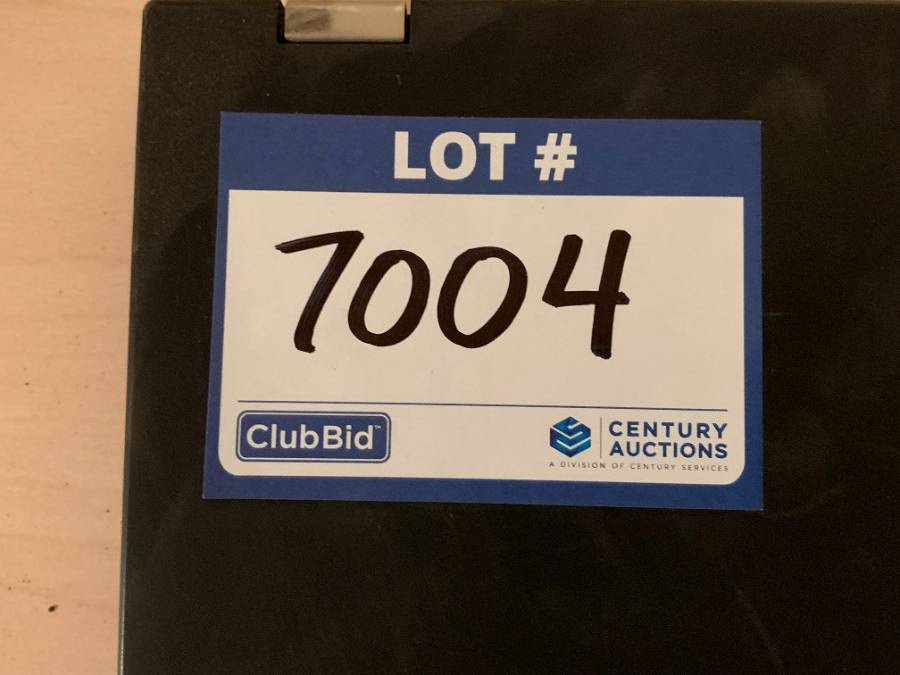 LOT #
7004
ClubBid™
CENTURY
AUCTIONS
A DIVISION OF CENTURY SERVICES